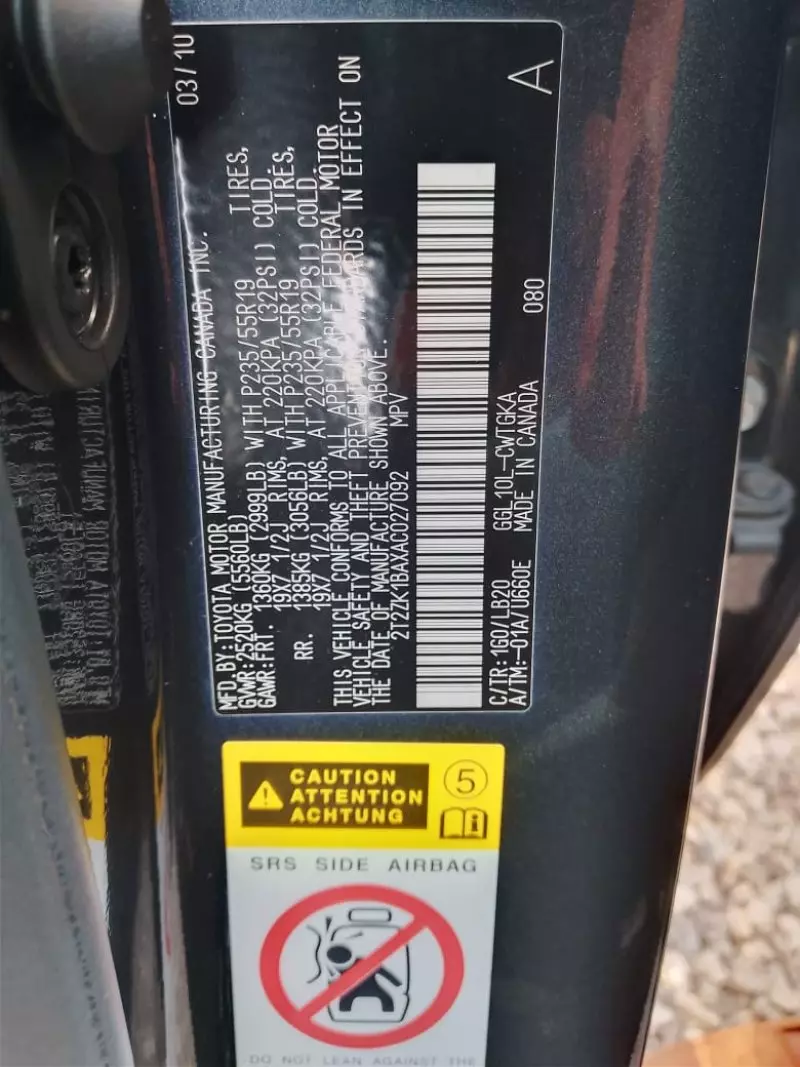 MFD.BY:TOYOTA MOTOR MANUFACTURING CANADA INC. 03/10
GVWR:2520KG (5560LB)
GAWR:FRT. 1360KG (2999LB) WITH P235/55R19 TIRES,
19X7 1/2J RIMS, AT 220KPA (32PSI) COLD.
RR. 1385KG (3056LB) WITH P235/55R19 TIRES,
19X7 1/2J RIMS, AT 220KPA (32PSI) COLD.
THIS VEHICLE CONFORMS TO ALL APPLICABLE FEDERAL MOTOR
VEHICLE SAFETY AND THEFT PREVENTION STANDARDS IN EFFECT ON
THE DATE OF MANUFACTURE SHOWN ABOVE.
2T2ZK1BAXAC027092 MPV
A
C/TR:1G0/LB20 GGL10L-CWTGKA 080
A/TM:-01A/U660E MADE IN CANADA
CAUTION
ATTENTION
ACHTUNG
5
SRS SIDE AIRBAG
DO NOT LEAN AGAINST THE